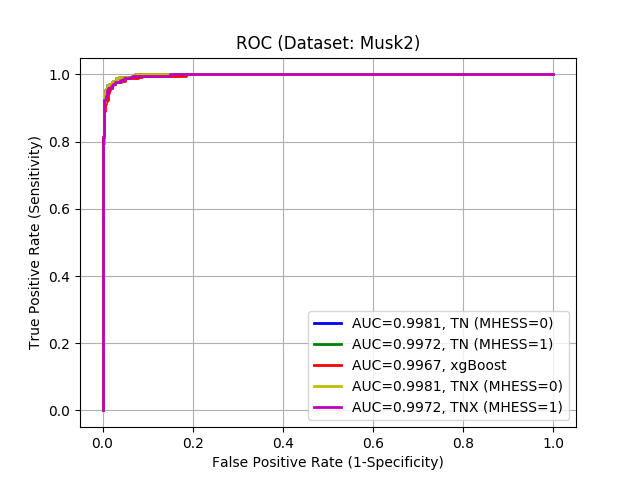 ROC (Dataset: Musk2)
True Positive Rate (Sensitivity)
1.0
0.8
0.6
0.4
0.2
0.0
AUC=0.9981, TN (MHESS=0)
AUC=0.9972, TN (MHESS=1)
AUC=0.9967, xgBoost
AUC=0.9981, TNX (MHESS=0)
AUC=0.9972, TNX (MHESS=1)
0.0 0.2 0.4 0.6 0.8 1.0
False Positive Rate (1-Specificity)